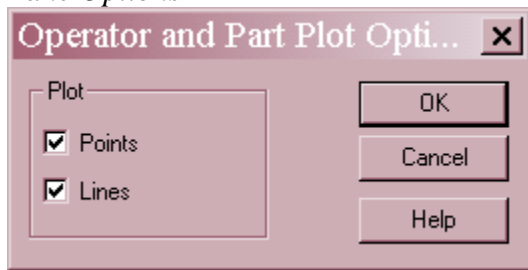 Operator and Part Plot Opti...
Plot
Points
Lines
OK
Cancel
Help